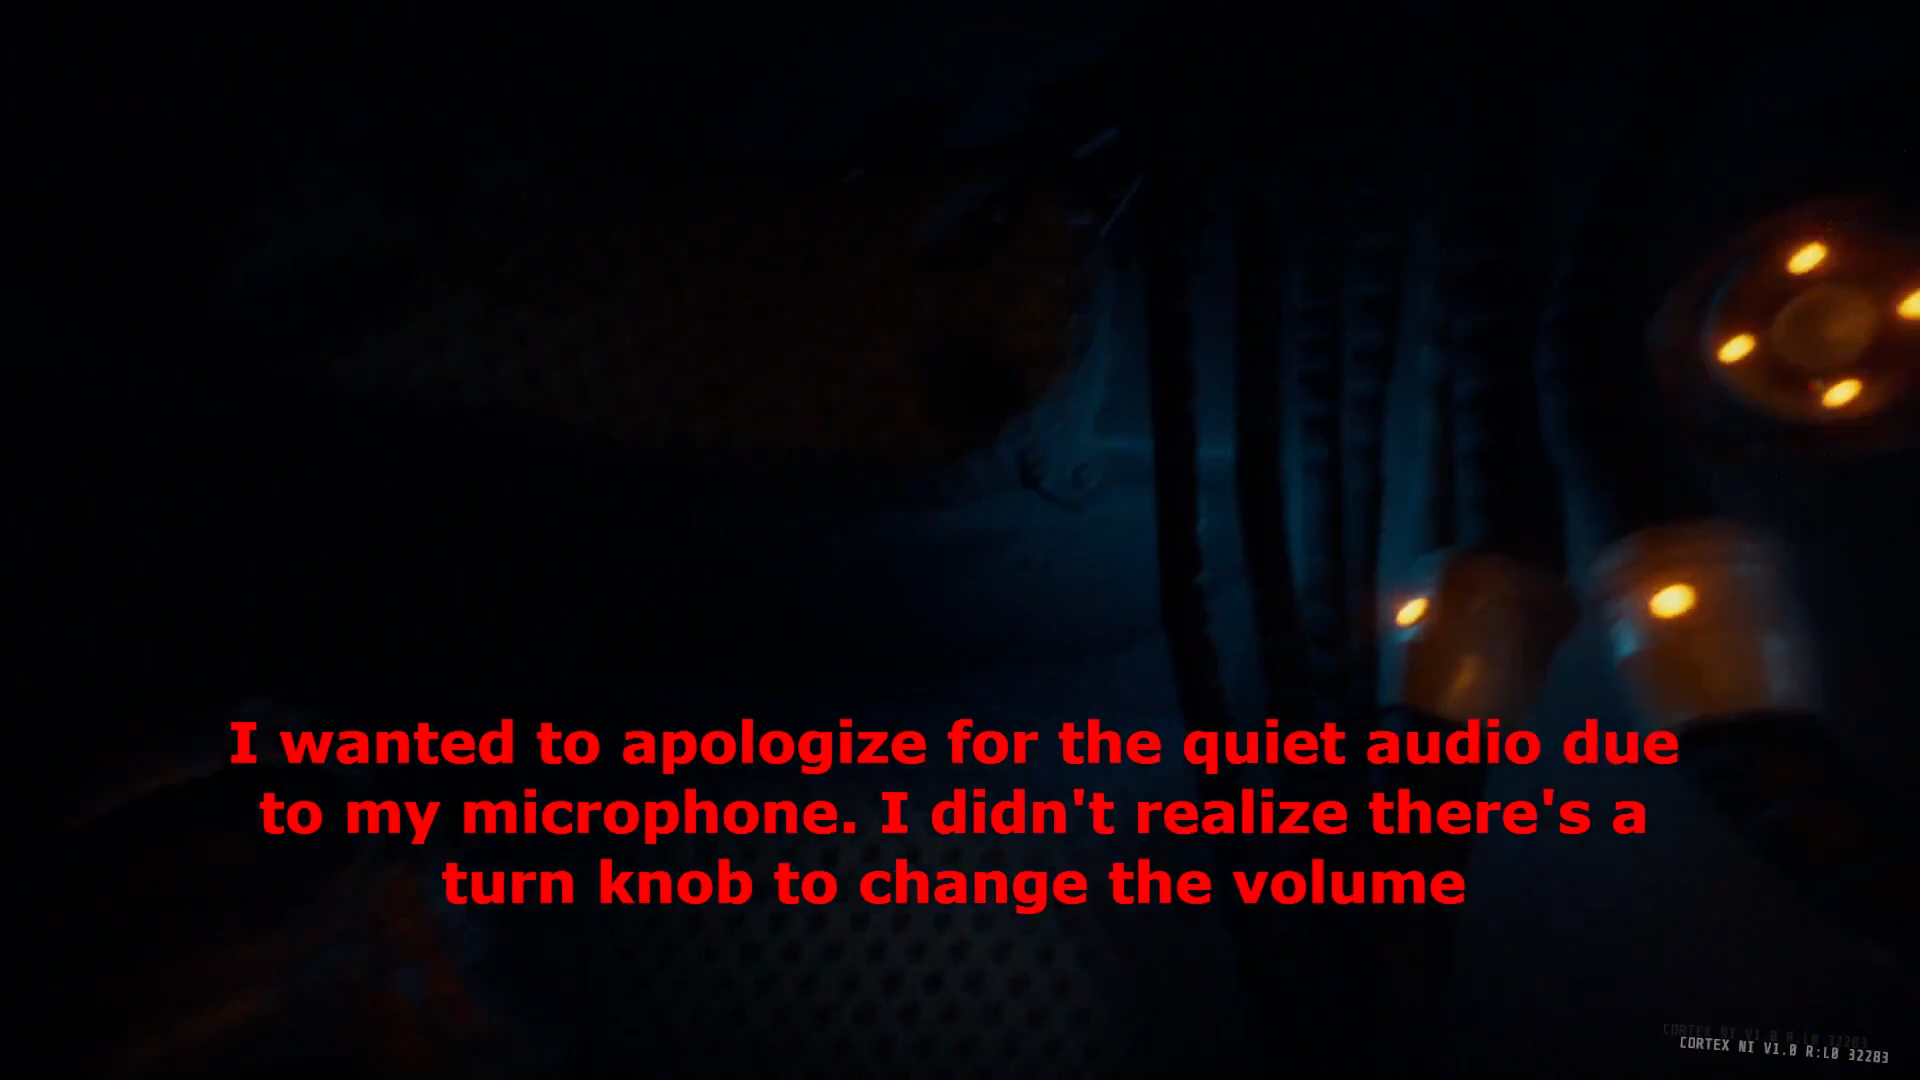 I wanted to apologize for the quiet audio due
to my microphone. I didn't realize there's a
turn knob to change the volume
CORTEX NI V1.0 R:L0 32283